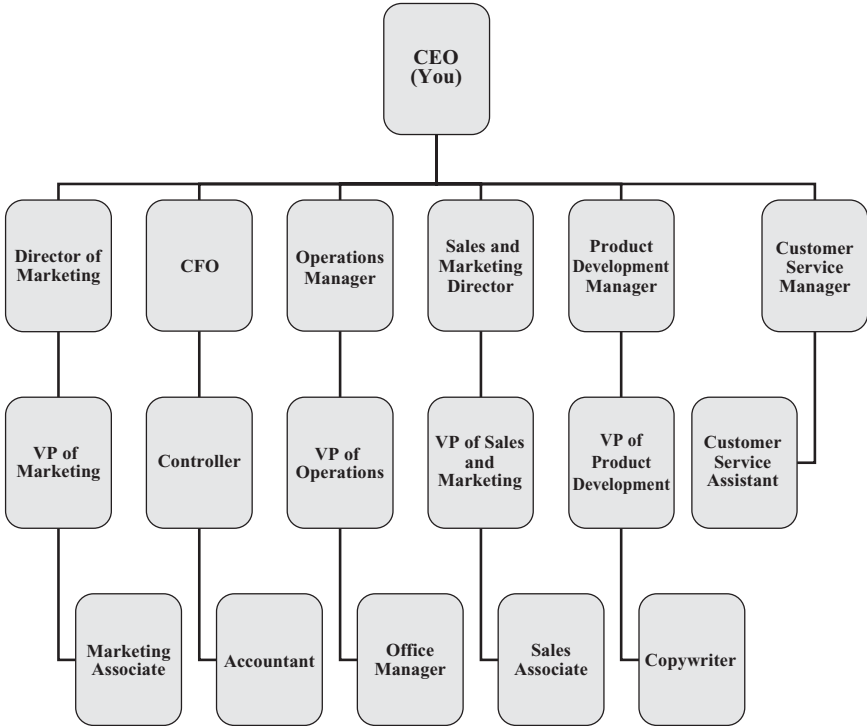 CEO
(You)
Director of
Marketing
CFO
Operations
Manager
Sales and
Marketing
Director
Product
Development
Manager
Customer
Service
Manager
VP of
Marketing
Controller
VP of
Operations
VP of Sales
and
Marketing
VP of
Product
Development
Customer
Service
Assistant
Marketing
Associate
Accountant
Office
Manager
Sales
Associate
Copywriter